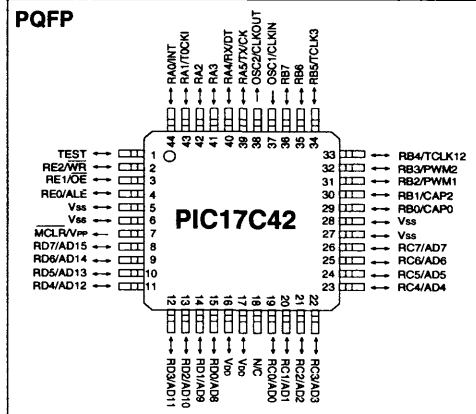 PQFP
RA0/INT
RA1/T0CKI
RA2
RA3
RA4/RX/DT
RA5/TX/CK
OSC2/CLKOUT
OSC1/CLKIN
RB7
RB6
RB5/TCLK3
44 43 42 41 40 39 38 37 36 35 34
TEST 1
RE2/WR 2
RE1/OE 3
RE0/ALE 4
Vss 5
Vss 6
MCLR/VPP 7
RD7/AD15 8
RD6/AD14 9
RD5/AD13 10
RD4/AD12 11
PIC17C42
33 RB4/TCLK12
32 RB3/PWM2
31 RB2/PWM1
30 RB1/CAP2
29 RB0/CAP0
28 Vss
27 Vss
26 RC7/AD7
25 RC6/AD6
24 RC5/AD5
23 RC4/AD4
12 13 14 15 16 17 18 19 20 21 22
RD3/AD11
RD2/AD10
RD1/AD9
RD0/AD8
VDD
VDD
N/C
RC0/AD0
RC1/AD1
RC2/AD2
RC3/AD3